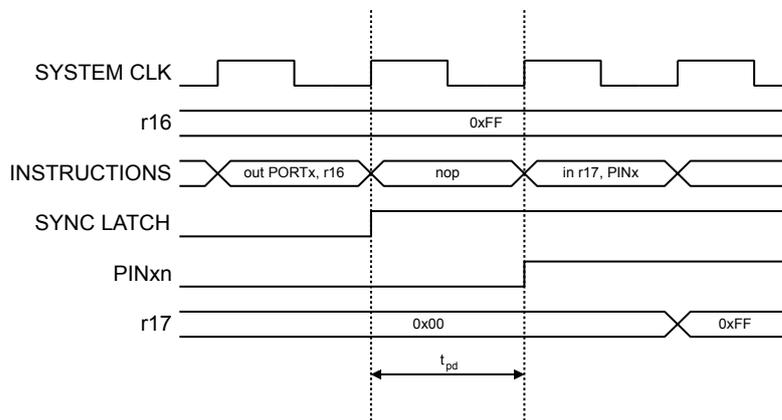 SYSTEM CLK
r16
0xFF
INSTRUCTIONS
out PORTx, r16
nop
in r17, PINx
SYNC LATCH
PINxn
r17
0x00
0xFF
tpd